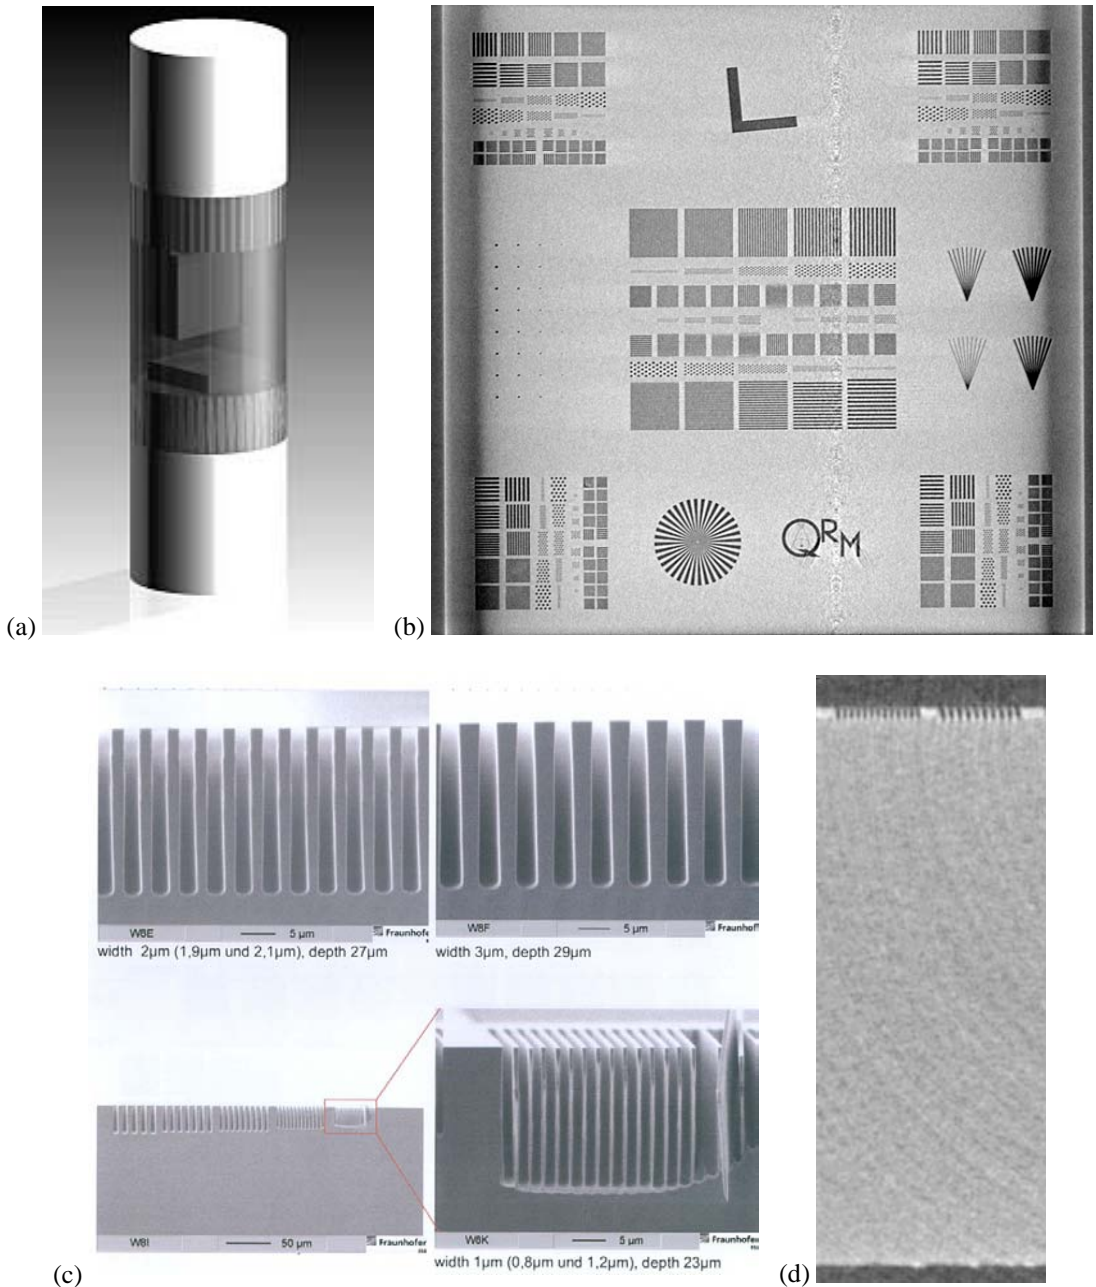 (a)
(b)
QRM
W8E 5 µm Fraunhofer
W8F 5 µm
width 2µm (1,9µm und 2,1µm), depth 27µm
width 3µm, depth 29µm
W8I 50 µm Fraunhofer
W8K 5 µm Fraunhofer
width 1µm (0,8µm und 1,2µm), depth 23µm
(c)
(d)